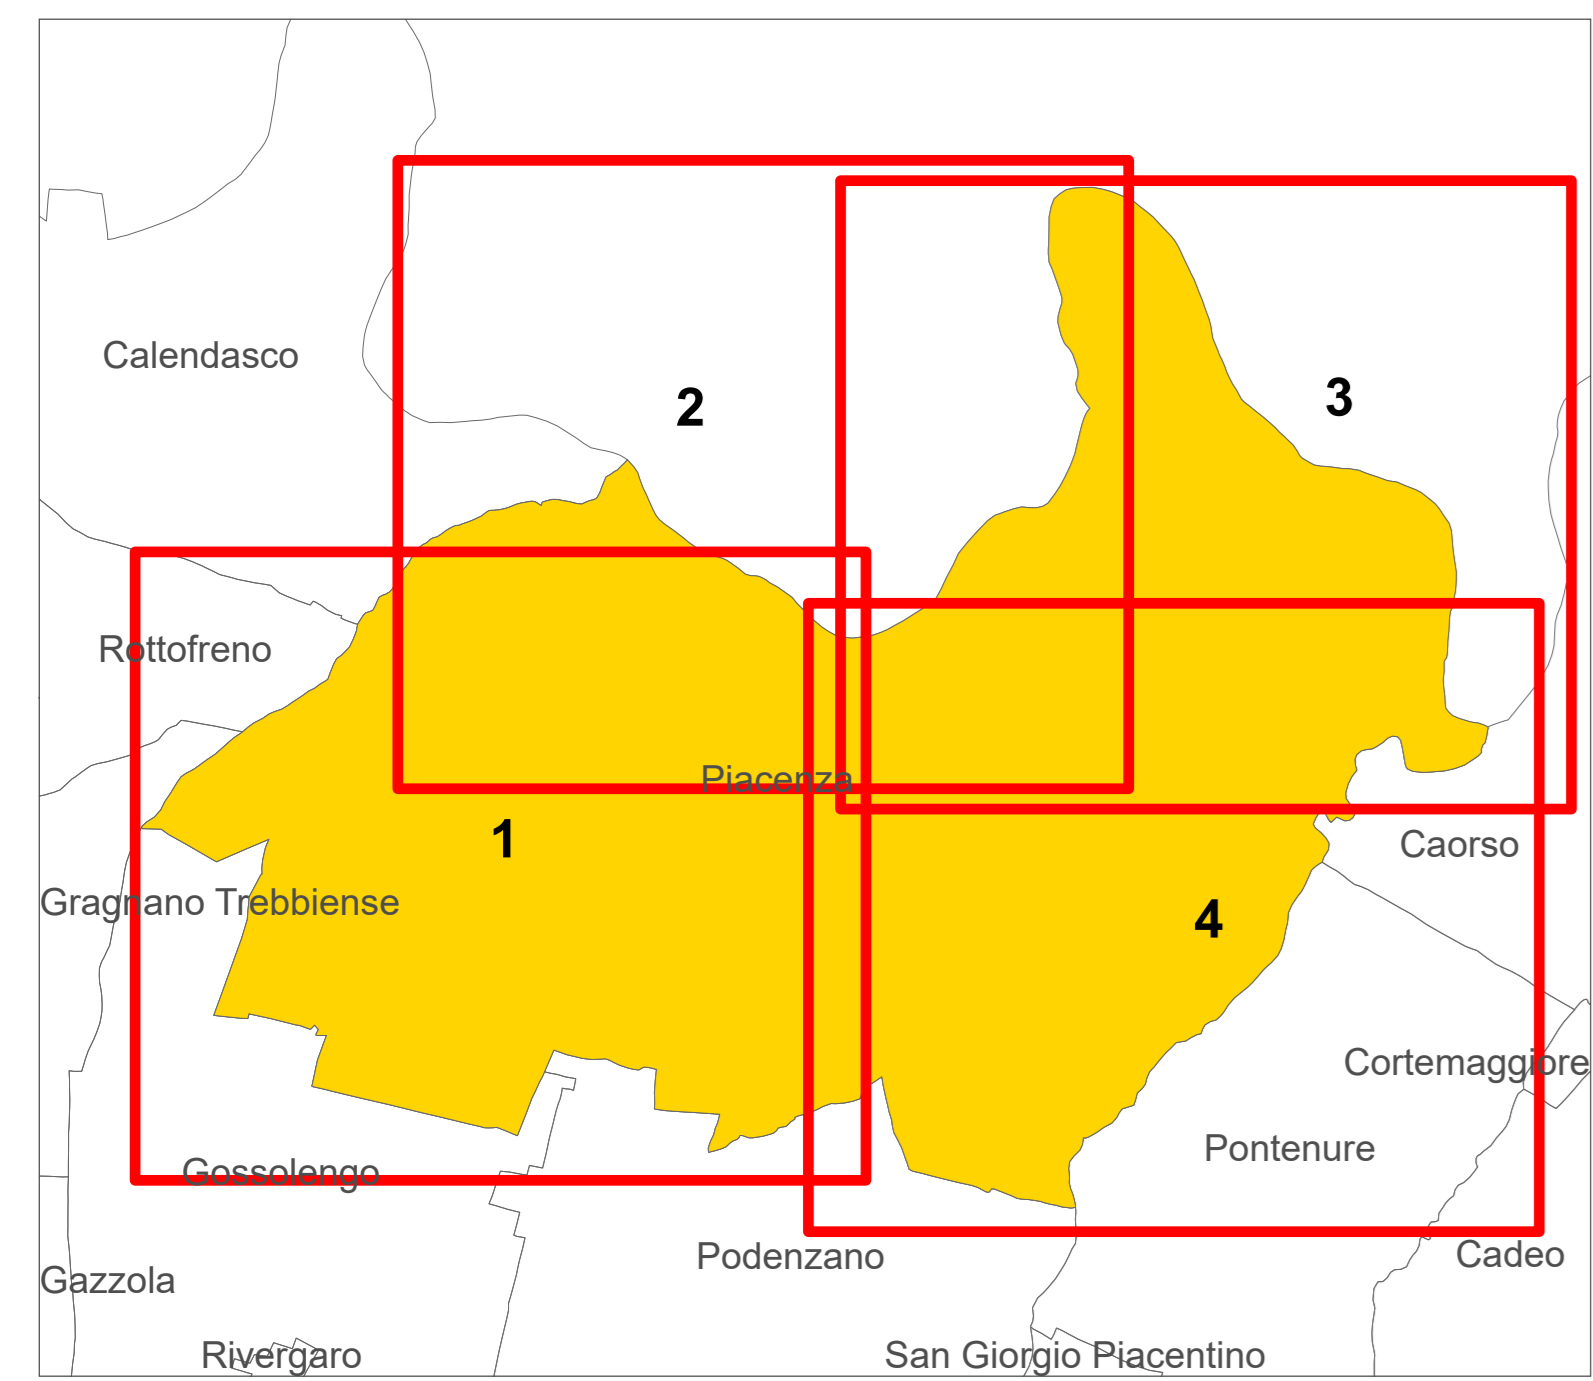 Calendasco
2
3
Rottofreno
Piacenza
1
Caorso
Gragnano Trebbiense
4
Cortemaggiore
Pontenure
Gossolengo
Podenzano
Cadeo
Gazzola
Rivergaro
San Giorgio Piacentino